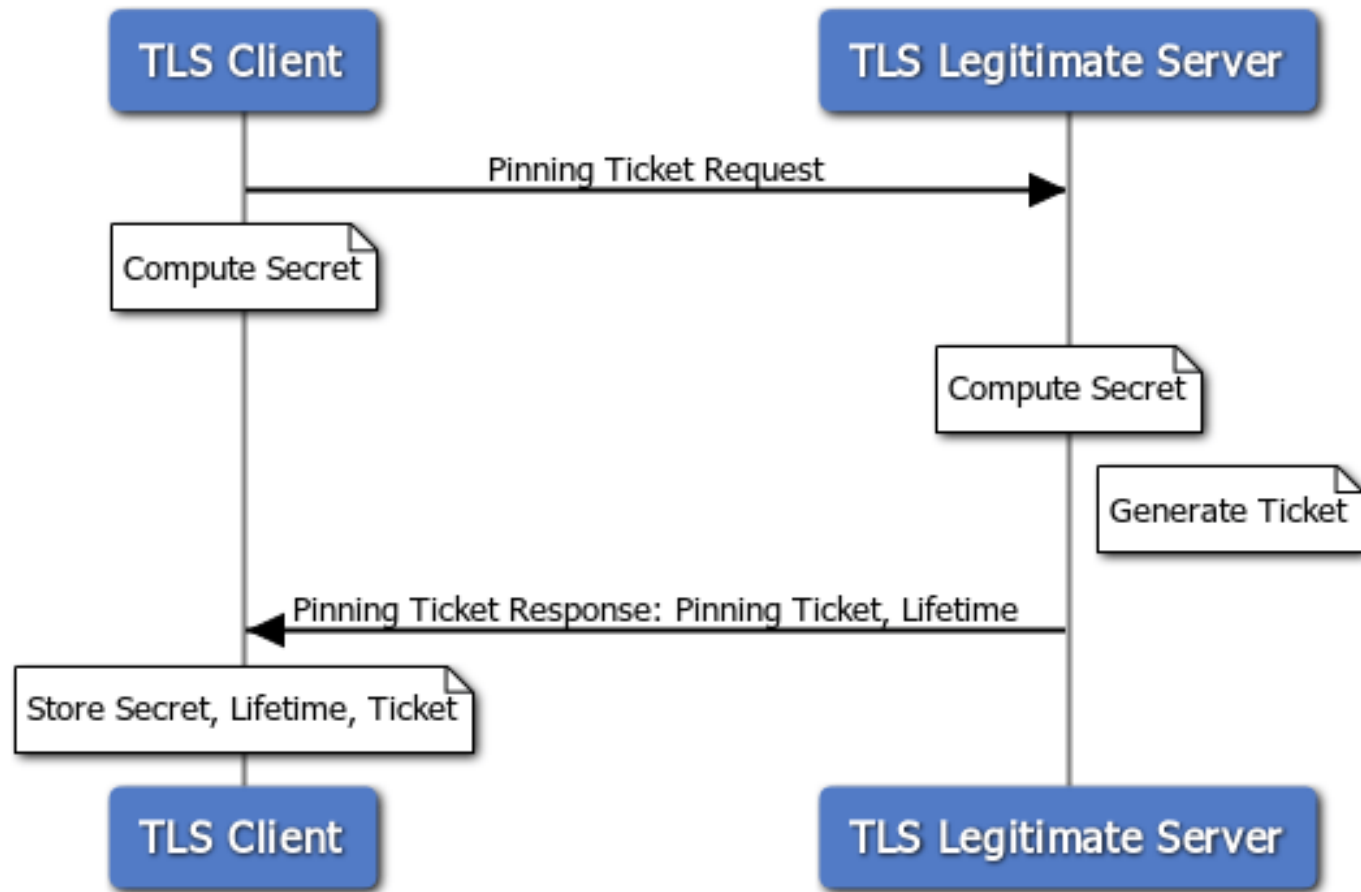 TLS Client
TLS Legitimate Server
Pinning Ticket Request
Compute Secret
Compute Secret
Generate Ticket
Pinning Ticket Response: Pinning Ticket, Lifetime
Store Secret, Lifetime, Ticket
TLS Client
TLS Legitimate Server